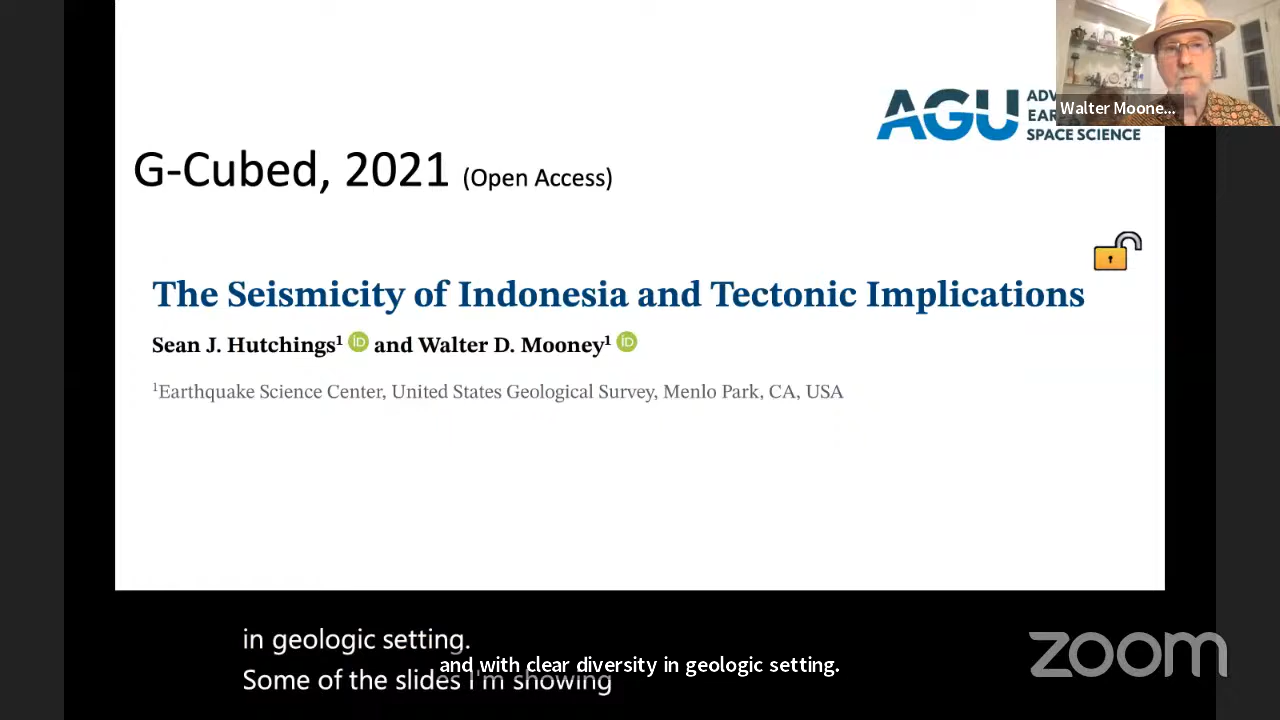 AGU
ADV
EAR
SPACE SCIENCE
Walter Moone...
G-Cubed, 2021 (Open Access)
The Seismicity of Indonesia and Tectonic Implications
Sean J. Hutchings¹ iD and Walter D. Mooney¹ iD
¹Earthquake Science Center, United States Geological Survey, Menlo Park, CA, USA
in geologic setting.
and with clear diversity in geologic setting.
Some of the slides I'm showing
zoom